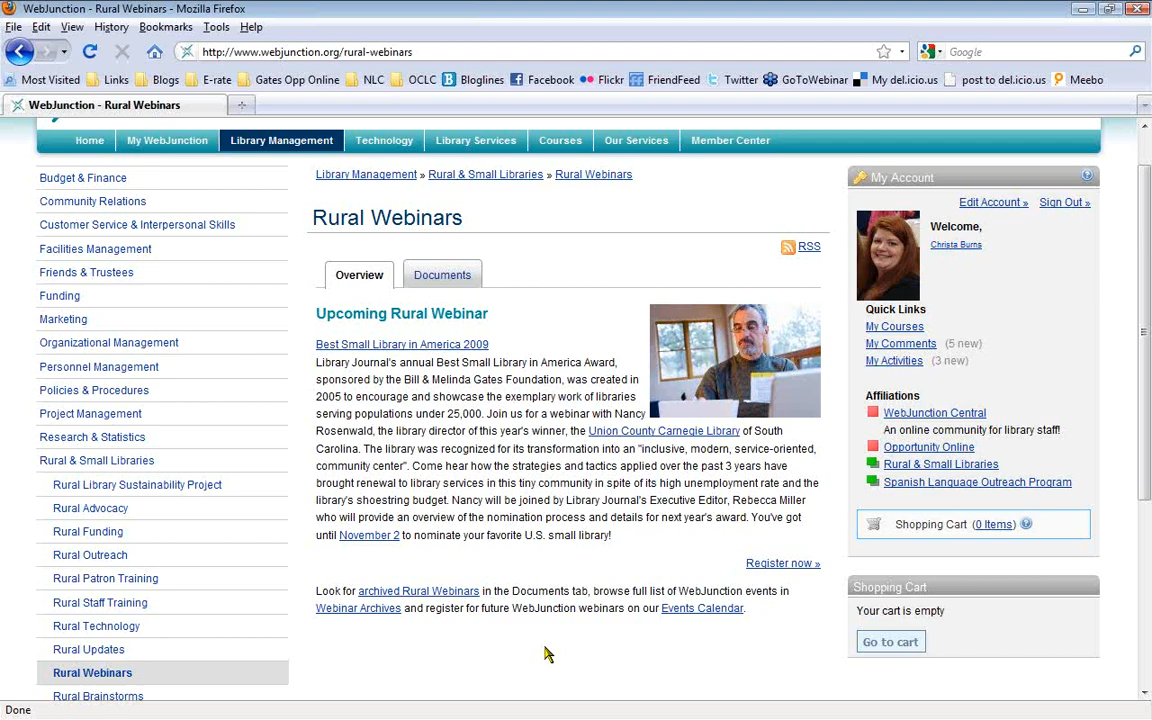 WebJunction - Rural Webinars - Mozilla Firefox
File Edit View History Bookmarks Tools Help
http://www.webjunction.org/rural-webinars
Google
Most Visited Links Blogs E-rate Gates Opp Online NLC OCLC Bloglines Facebook Flickr FriendFeed Twitter GoToWebinar My del.icio.us post to del.icio.us Meebo
WebJunction - Rural Webinars
Home My WebJunction Library Management Technology Library Services Courses Our Services Member Center
Budget & Finance
Community Relations
Customer Service & Interpersonal Skills
Facilities Management
Friends & Trustees
Funding
Marketing
Organizational Management
Personnel Management
Policies & Procedures
Project Management
Research & Statistics
Rural & Small Libraries
Rural Library Sustainability Project
Rural Advocacy
Rural Funding
Rural Outreach
Rural Patron Training
Rural Staff Training
Rural Technology
Rural Updates
Rural Webinars
Rural Brainstorms
Library Management » Rural & Small Libraries » Rural Webinars
Rural Webinars
RSS
Overview Documents
Upcoming Rural Webinar
Best Small Library in America 2009
Library Journal's annual Best Small Library in America Award,
sponsored by the Bill & Melinda Gates Foundation, was created in
2005 to encourage and showcase the exemplary work of libraries
serving populations under 25,000. Join us for a webinar with Nancy
Rosenwald, the library director of this year's winner, the Union County Carnegie Library of South
Carolina. The library was recognized for its transformation into an "inclusive, modern, service-oriented,
community center". Come hear how the strategies and tactics applied over the past 3 years have
brought renewal to library services in this tiny community in spite of its high unemployment rate and the
library's shoestring budget. Nancy will be joined by Library Journal's Executive Editor, Rebecca Miller
who will provide an overview of the nomination process and details for next year's award. You've got
until November 2 to nominate your favorite U.S. small library!
Register now »
Look for archived Rural Webinars in the Documents tab, browse full list of WebJunction events in
Webinar Archives and register for future WebJunction webinars on our Events Calendar.
My Account
Edit Account » Sign Out »
Welcome,
Christa Burns
Quick Links
My Courses
My Comments (5 new)
My Activities (3 new)
Affiliations
WebJunction Central
An online community for library staff!
Opportunity Online
Rural & Small Libraries
Spanish Language Outreach Program
Shopping Cart (0 Items)
Shopping Cart
Your cart is empty
Go to cart
Done